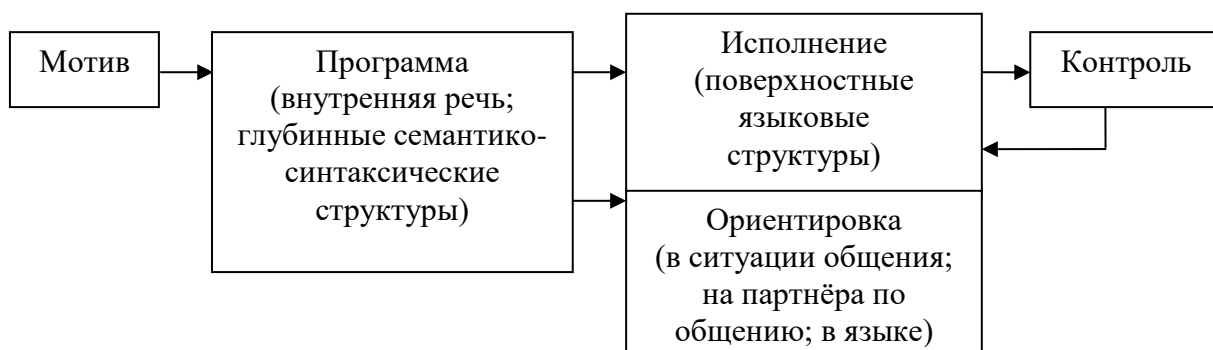 Мотив
Программа
(внутренняя речь;
глубинные семантико-
синтаксические
структуры)
Исполнение
(поверхностные
языковые
структуры)
Ориентировка
(в ситуации общения;
на партнёра по
общению; в языке)
Контроль